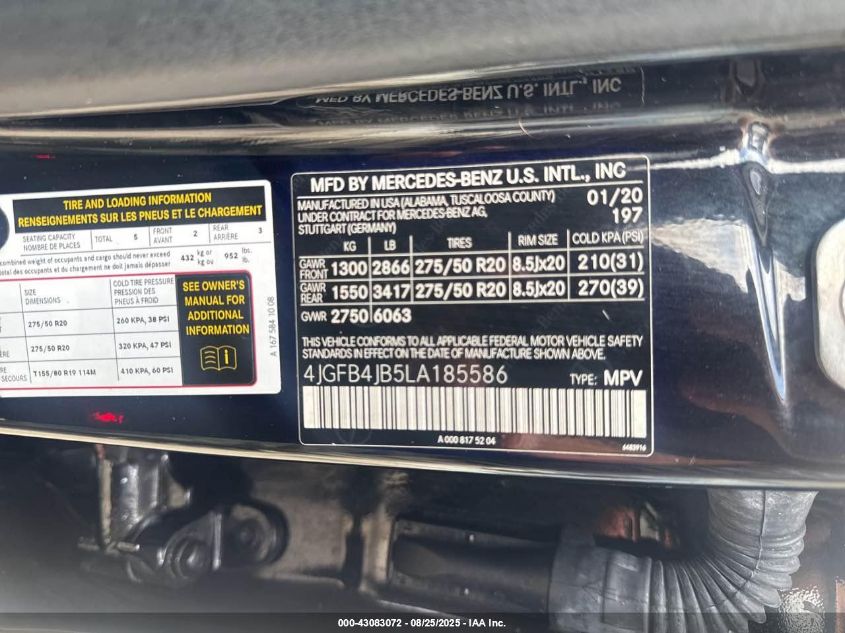 MFD BY MERCEDES-BENZ U.S. INTL., INC
TIRE AND LOADING INFORMATION
RENSEIGNEMENTS SUR LES PNEUS ET LE CHARGEMENT
SEATING CAPACITY
NOMBRE DE PLACES
TOTAL 5
FRONT
AVANT 2
REAR
ARRIÈRE 3
combined weight of occupants and cargo should never exceed
total des occupants et du chargement ne doit jamais dépasser
432 kg or
kg ou
952 lbs.
lb.
SIZE
DIMENSIONS
COLD TIRE PRESSURE
PRESSION DES
PNEUS À FROID
275/50 R20
260 KPA, 38 PSI
275/50 R20
320 KPA, 47 PSI
SECOURS
T155/80 R19 114M
410 KPA, 60 PSI
SEE OWNER'S
MANUAL FOR
ADDITIONAL
INFORMATION
A 167 584 10 08
MFD BY MERCEDES-BENZ U.S. INTL., INC
MANUFACTURED IN USA (ALABAMA, TUSCALOOSA COUNTY) 01/20
UNDER CONTRACT FOR MERCEDES-BENZ AG, 197
STUTTGART (GERMANY)
KG LB TIRES RIM SIZE COLD KPA (PSI)
GAWR
FRONT 1300 2866 275/50 R20 8.5Jx20 210(31)
GAWR
REAR 1550 3417 275/50 R20 8.5Jx20 270(39)
GWR 2750 6063
THIS VEHICLE CONFORMS TO ALL APPLICABLE FEDERAL MOTOR VEHICLE SAFETY
STANDARDS IN EFFECT ON THE DATE OF MANUFACTURE SHOWN ABOVE.
4JGFB4JB5LA185586 TYPE: MPV
A 000 817 52 04
6483916
000-43083072 - 08/25/2025 - IAA Inc.